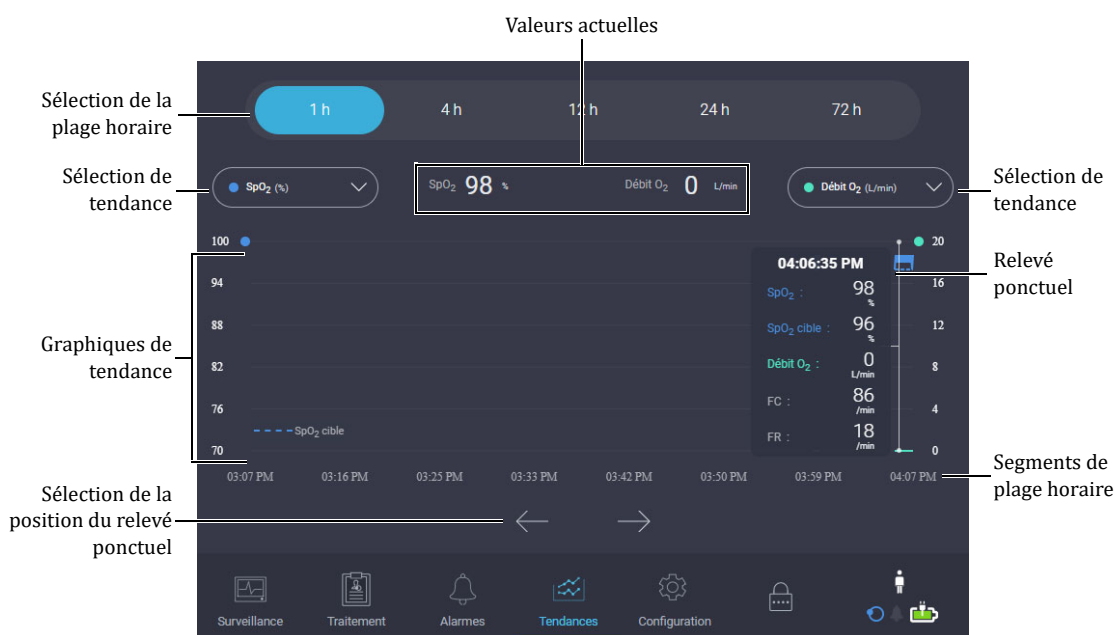 Valeurs actuelles
Sélection de la
plage horaire
1 h
4 h
12 h
24 h
72 h
Sélection de
tendance
SpO₂ (%)
SpO₂ 98 %
Débit O₂ 0 L/min
Débit O₂ (L/min)
Sélection de
tendance
Graphiques de
tendance
100
94
88
82
76
70
SpO₂ cible
04:06:35 PM
SpO₂ : 98 %
SpO₂ cible : 96 %
Débit O₂ : 0 L/min
FC : 86 /min
FR : 18 /min
20
16
12
8
4
0
Relevé
ponctuel
03:07 PM
03:16 PM
03:25 PM
03:33 PM
03:42 PM
03:50 PM
03:59 PM
04:07 PM
Segments de
plage horaire
Sélection de la
position du relevé
ponctuel
Surveillance
Traitement
Alarmes
Tendances
Configuration